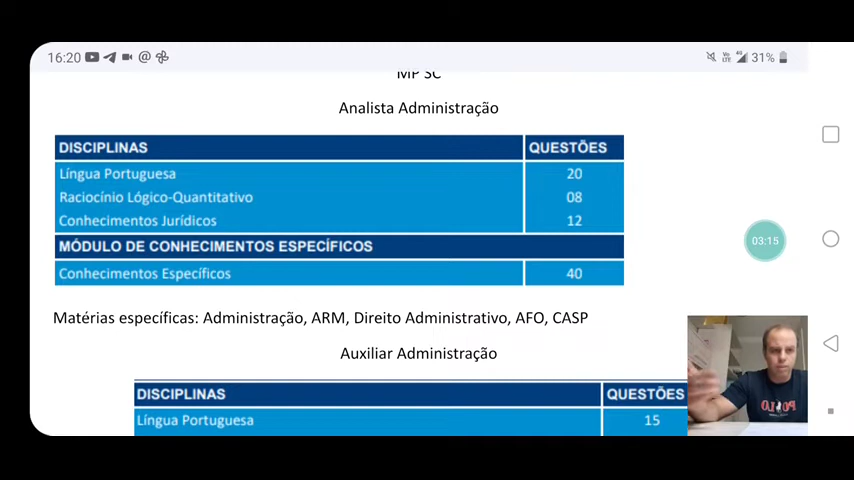 16:20 @ 31%
MP SC
Analista Administração
DISCIPLINAS QUESTÕES
Língua Portuguesa 20
Raciocínio Lógico-Quantitativo 08
Conhecimentos Jurídicos 12
MÓDULO DE CONHECIMENTOS ESPECÍFICOS
Conhecimentos Específicos 40
03:15
Matérias específicas: Administração, ARM, Direito Administrativo, AFO, CASP
Auxiliar Administração
DISCIPLINAS QUESTÕES
Língua Portuguesa 15
POLO